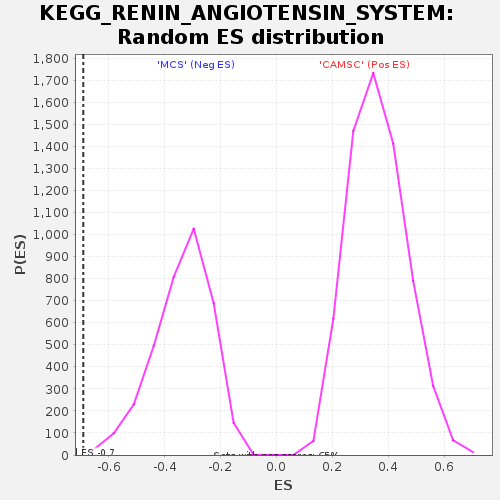 KEGG_RENIN_ANGIOTENSIN_SYSTEM:
Random ES distribution
'MCS' (Neg ES) 'CAMSC' (Pos ES)
1,800
1,700
1,600
1,500
1,400
1,300
1,200
1,100
1,000
900
800
700
600
500
400
300
200
100
0
P(ES)
ES -0.7
-0.6 -0.4 -0.2 0.0 0.2 0.4 0.6
ES